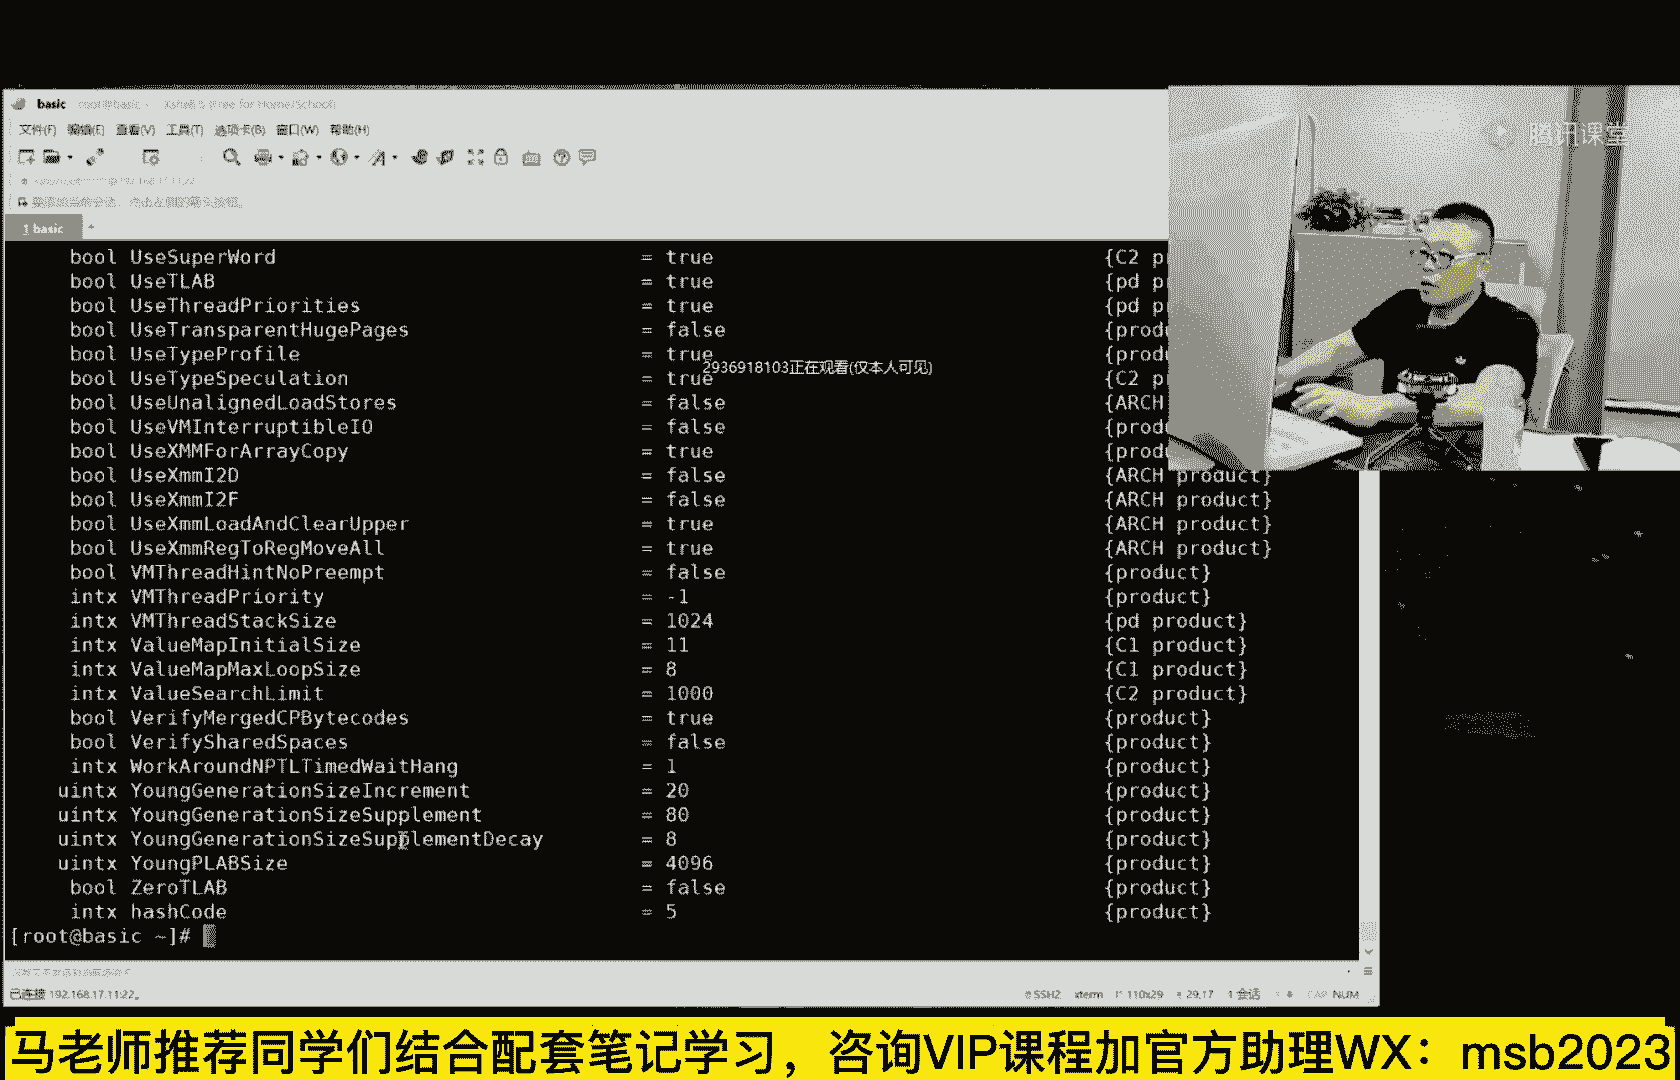 basic root@basic:~ Xshell 5 (Free for Home/School)
文件(F) 编辑(E) 查看(V) 工具(T) 选项卡(B) 窗口(W) 帮助(H)
腾讯课堂
1 basic +
bool UseSuperWord = true {C2 p
bool UseTLAB = true {pd p
bool UseThreadPriorities = true {pd p
bool UseTransparentHugePages = false {prod
bool UseTypeProfile = true {prod
2936918103正在观看(仅本人可见)
bool UseTypeSpeculation = true {C2 p
bool UseUnalignedLoadStores = false {ARCH
bool UseVMInterruptibleIO = false {prod
bool UseXMMForArrayCopy = true {prod
bool UseXmmI2D = false {ARCH product}
bool UseXmmI2F = false {ARCH product}
bool UseXmmLoadAndClearUpper = true {ARCH product}
bool UseXmmRegToRegMoveAll = true {ARCH product}
bool VMThreadHintNoPreempt = false {product}
intx VMThreadPriority = -1 {product}
intx VMThreadStackSize = 1024 {pd product}
intx ValueMapInitialSize = 11 {C1 product}
intx ValueMapMaxLoopSize = 8 {C1 product}
intx ValueSearchLimit = 1000 {C2 product}
bool VerifyMergedCPBytecodes = true {product}
bool VerifySharedSpaces = false {product}
intx WorkAroundNPTLTimedWaitHang = 1 {product}
uintx YoungGenerationSizeIncrement = 20 {product}
uintx YoungGenerationSizeSupplement = 80 {product}
uintx YoungGenerationSizeSupplementDecay = 8 {product}
uintx YoungPLABSize = 4096 {product}
bool ZeroTLAB = false {product}
intx hashCode = 5 {product}
[root@basic ~]#
已连接 192.168.17.11:22。 SSH2 xterm 110x29 29,17 1 会话 CAP NUM
马老师推荐同学们结合配套笔记学习，咨询VIP课程加官方助理WX：msb2023